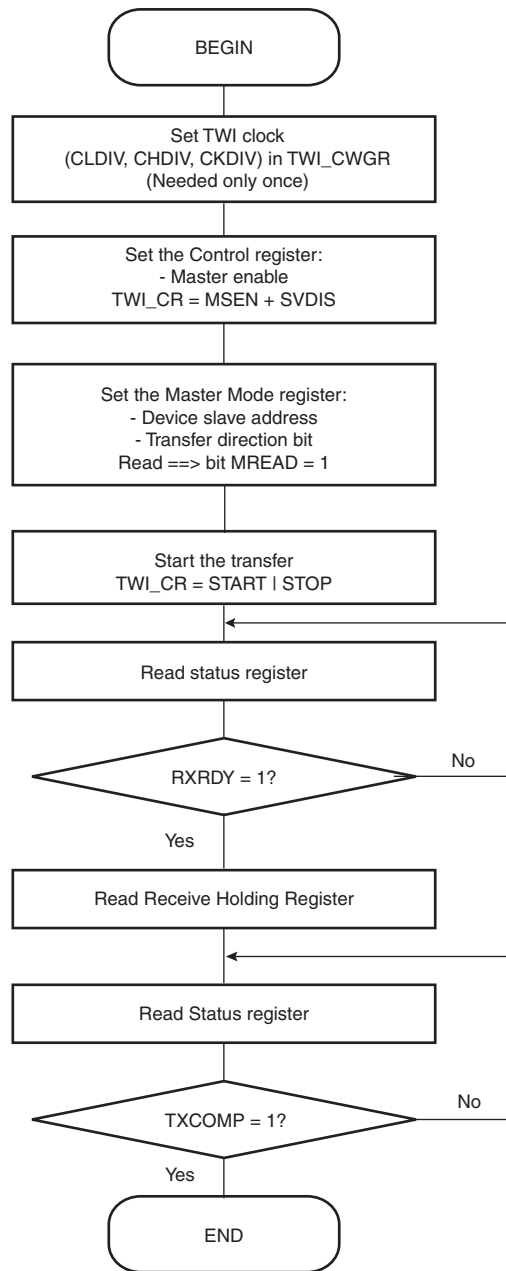 BEGIN
Set TWI clock
(CLDIV, CHDIV, CKDIV) in TWI_CWGR
(Needed only once)
Set the Control register:
- Master enable
TWI_CR = MSEN + SVDIS
Set the Master Mode register:
- Device slave address
- Transfer direction bit
Read ==> bit MREAD = 1
Start the transfer
TWI_CR = START | STOP
Read status register
RXRDY = 1?
No
Yes
Read Receive Holding Register
Read Status register
TXCOMP = 1?
No
Yes
END